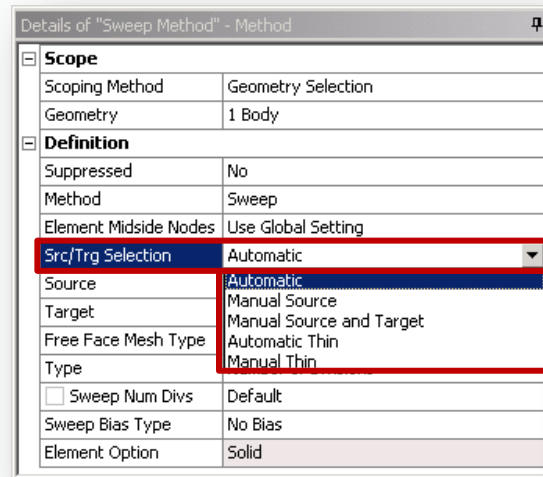 Details of "Sweep Method" - Method
Scope
Scoping Method Geometry Selection
Geometry 1 Body
Definition
Suppressed No
Method Sweep
Element Midside Nodes Use Global Setting
Src/Trg Selection Automatic
Source Automatic
Manual Source
Target Manual Source and Target
Free Face Mesh Type Automatic Thin
Type Manual Thin
Sweep Num Divs Default
Sweep Bias Type No Bias
Element Option Solid